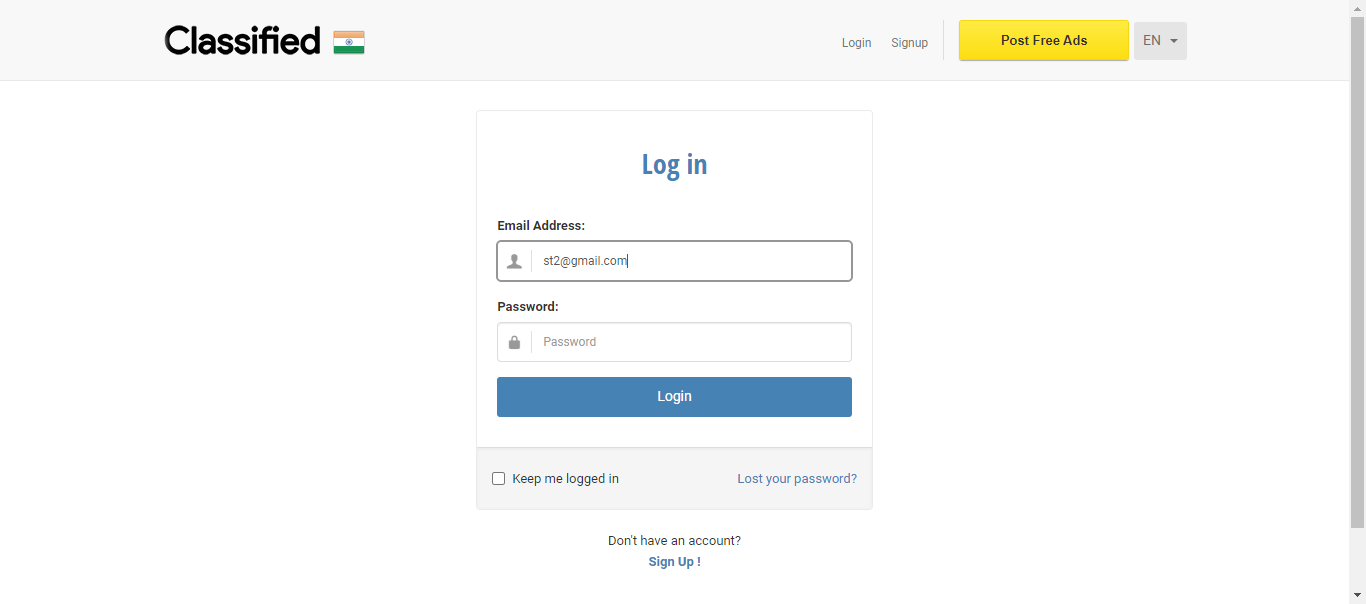 Classified
Login Signup Post Free Ads EN
Log in
Email Address:
st2@gmail.com
Password:
Password
Login
Keep me logged in Lost your password?
Don't have an account?
Sign Up !